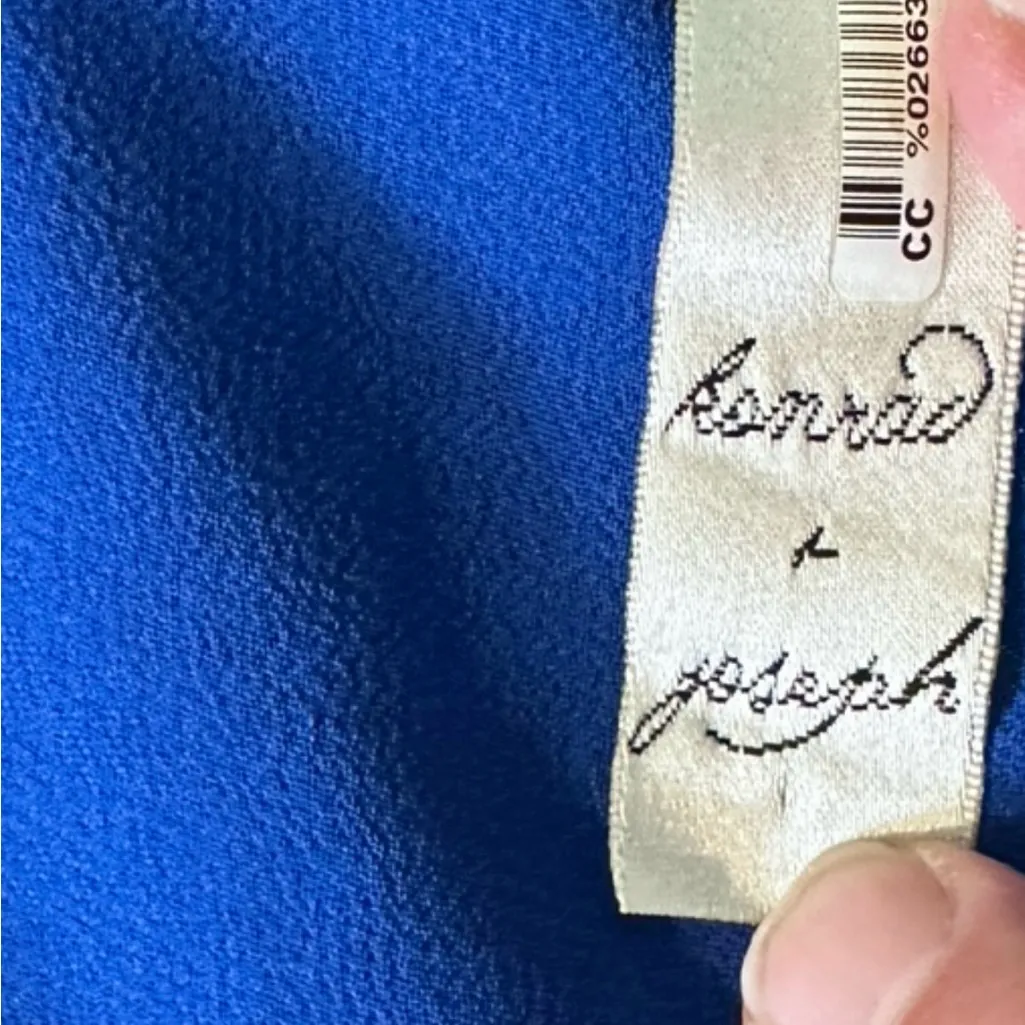 CC %02663
konrad
+
joseph